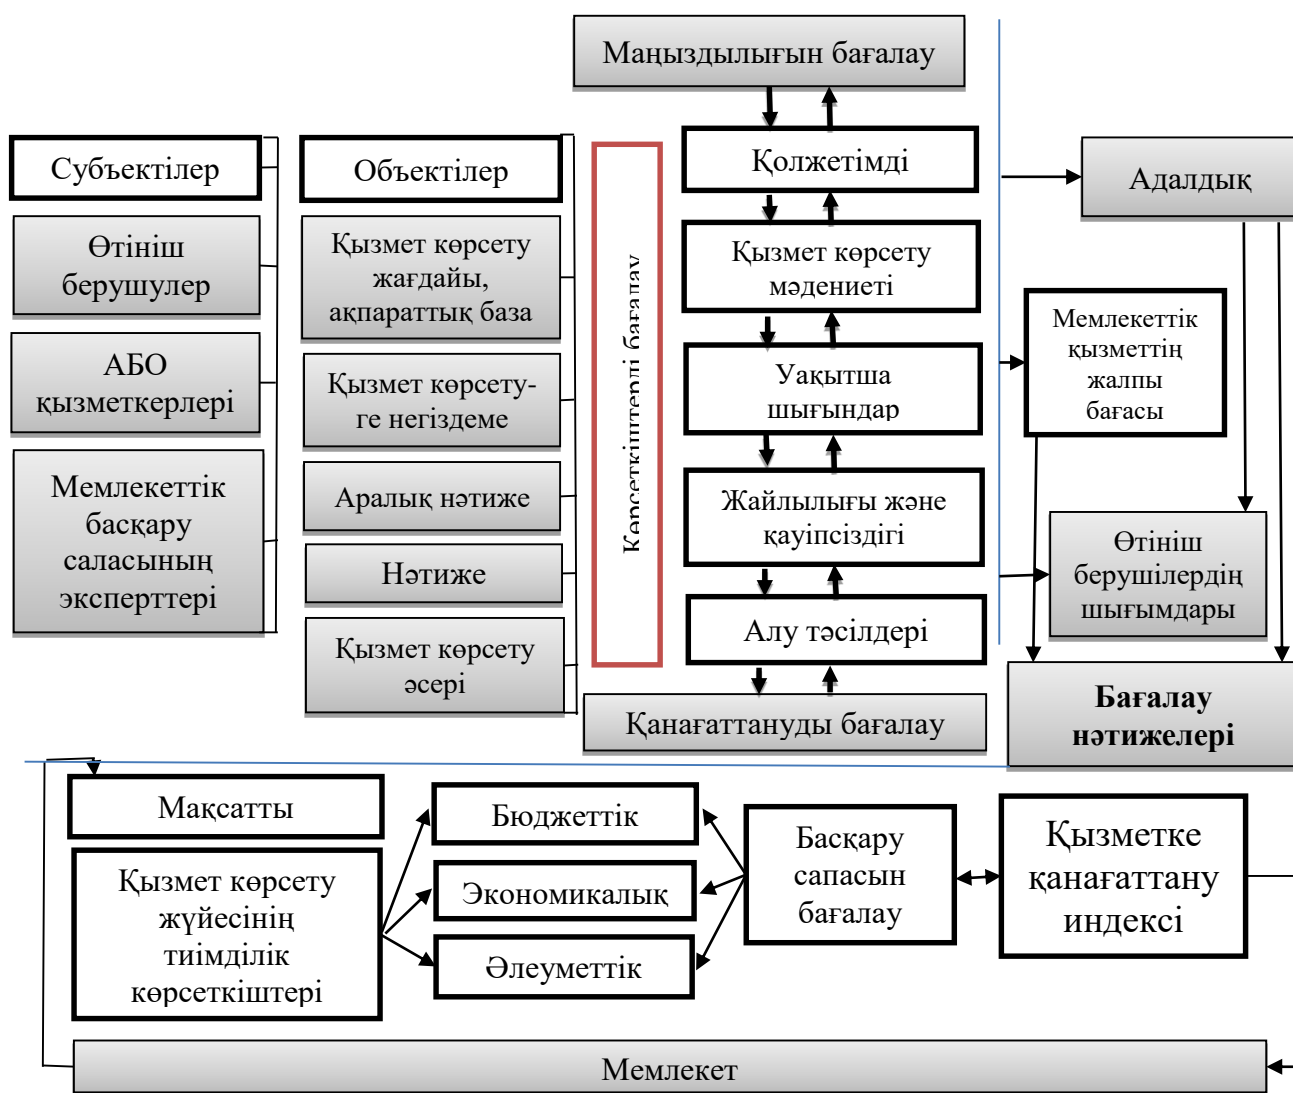 Маңыздылығын бағалау
Субъектілер
Өтініш
берушулер
АБО
қызметкерлері
Мемлекеттік
басқару
саласының
эксперттері
Объектілер
Қызмет көрсету
жағдайы,
ақпараттық база
Қызмет көрсету-
ге негіздеме
Аралық нәтиже
Нәтиже
Қызмет көрсету
әсері
Көрсеткіштерді бағалау
Қолжетімді
Қызмет көрсету
мәдениеті
Уақытша
шығындар
Жайлылығы және
қауіпсіздігі
Алу тәсілдері
Қанағаттануды бағалау
Адалдық
Мемлекеттік
қызметтің
жалпы
бағасы
Өтініш
берушілердің
шығымдары
Бағалау
нәтижелері
Мақсатты
Қызмет көрсету
жүйесінің
тиімділік
көрсеткіштері
Бюджеттік
Экономикалық
Әлеуметтік
Басқару
сапасын
бағалау
Қызметке
қанағаттану
индексі
Мемлекет